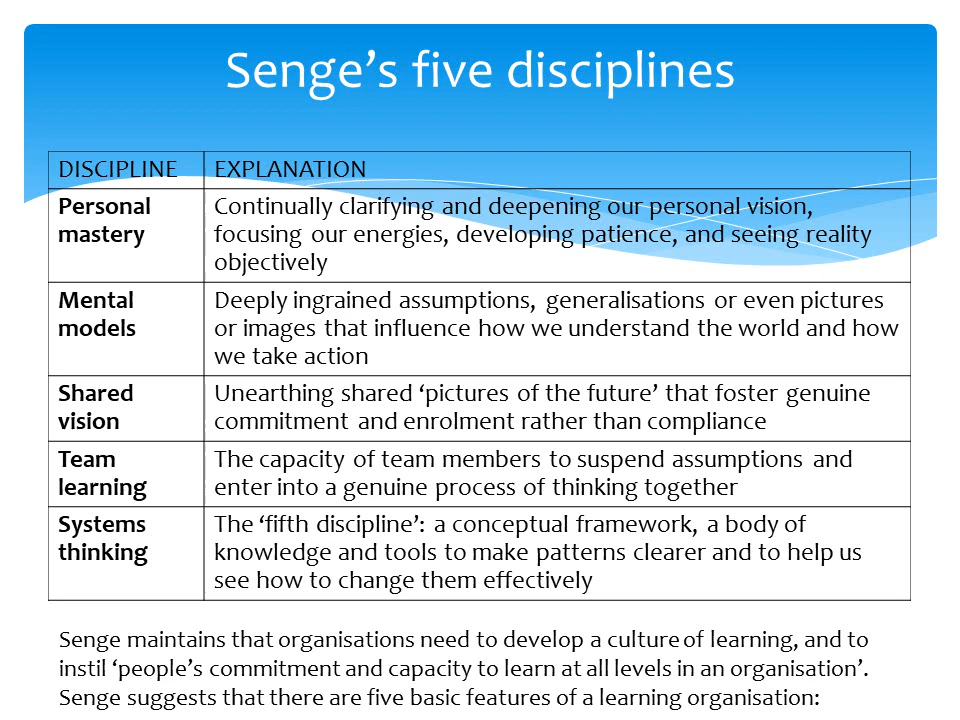 Senge’s five disciplines
DISCIPLINE EXPLANATION
Personal mastery
Continually clarifying and deepening our personal vision,
focusing our energies, developing patience, and seeing reality
objectively
Mental models
Deeply ingrained assumptions, generalisations or even pictures
or images that influence how we understand the world and how
we take action
Shared vision
Unearthing shared ‘pictures of the future’ that foster genuine
commitment and enrolment rather than compliance
Team learning
The capacity of team members to suspend assumptions and
enter into a genuine process of thinking together
Systems thinking
The ‘fifth discipline’: a conceptual framework, a body of
knowledge and tools to make patterns clearer and to help us
see how to change them effectively
Senge maintains that organisations need to develop a culture of learning, and to
instil ‘people’s commitment and capacity to learn at all levels in an organisation’.
Senge suggests that there are five basic features of a learning organisation: